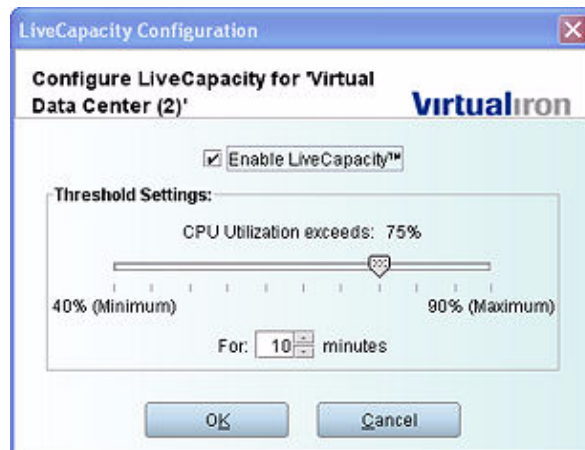 LiveCapacity Configuration
Configure LiveCapacity for 'Virtual
Data Center (2)'
Virtualiron
Enable LiveCapacity™
Threshold Settings:
CPU Utilization exceeds: 75%
40% (Minimum)
90% (Maximum)
For: 10 minutes
OK
Cancel